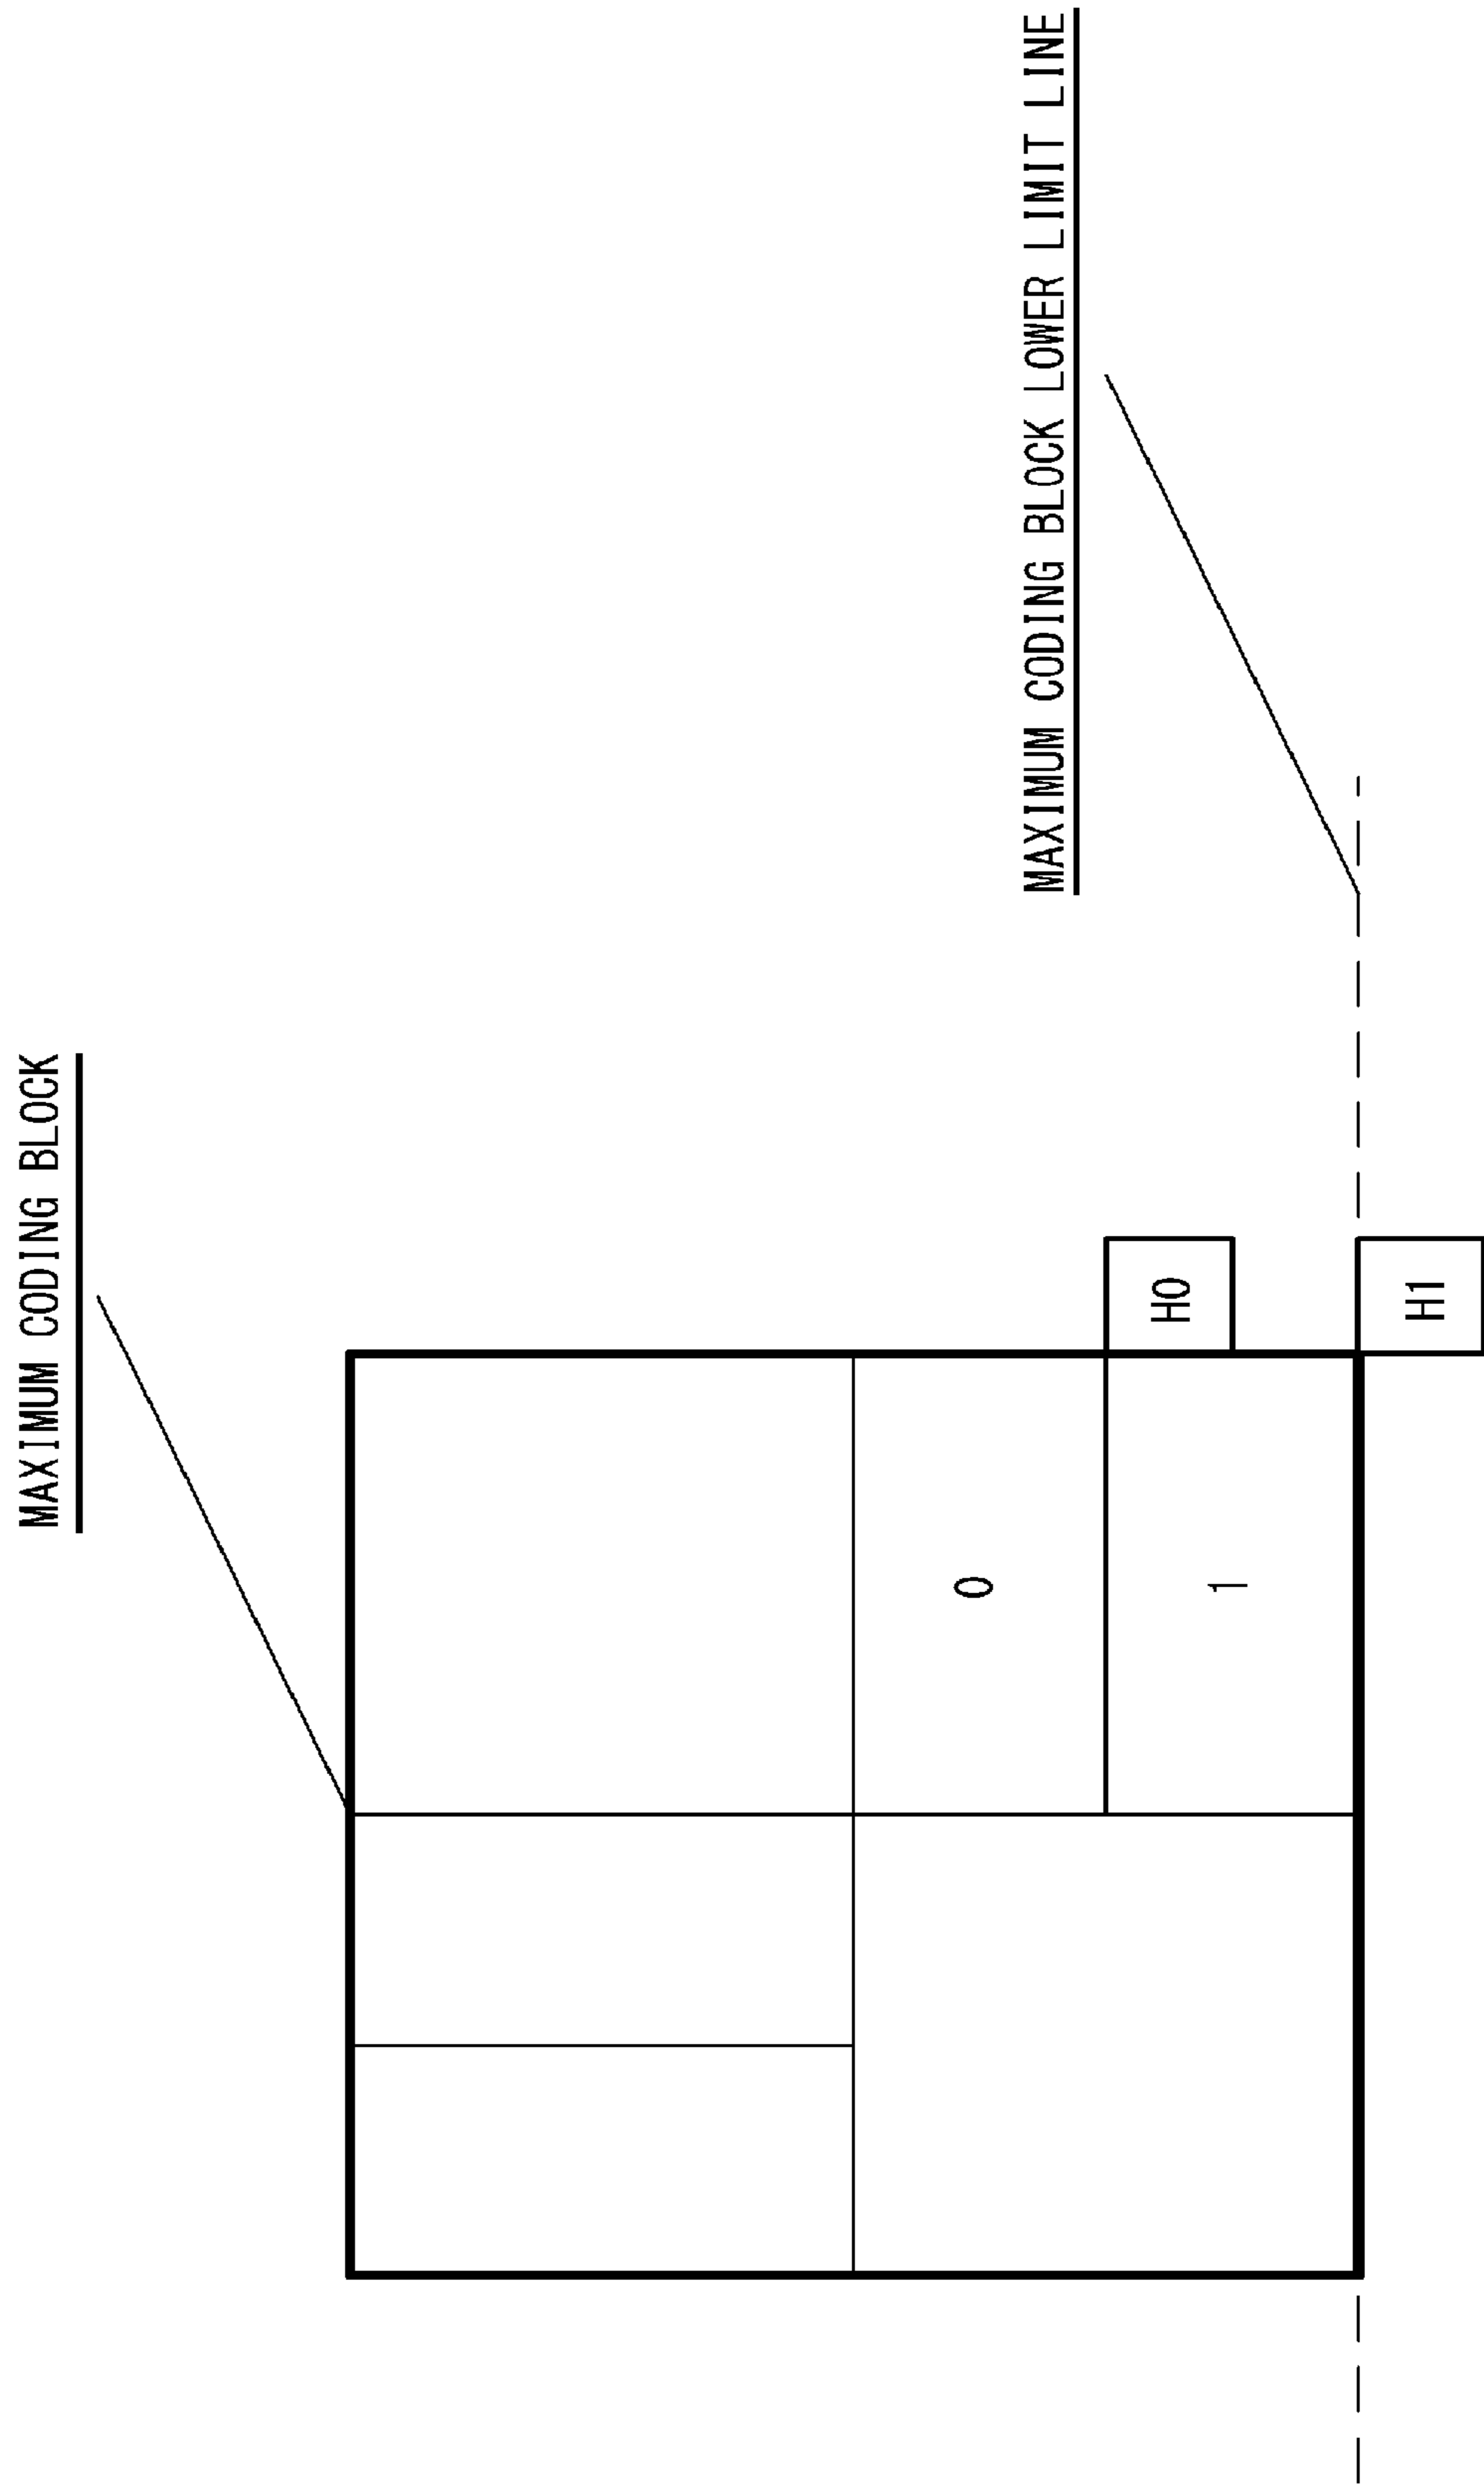 MAXIMUM CODING BLOCK
MAXIMUM CODING BLOCK LOWER LIMIT LINE
0
H0
1
H1